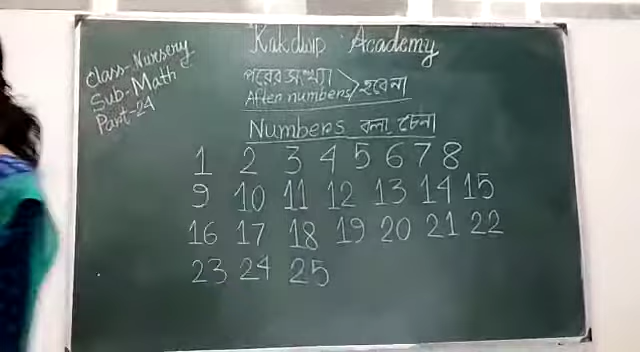 Kakdwip Academy
Class-Nursery
Sub-Math
Part-24
পরের সংখ্যা
After numbers
হবেনা
Numbers বলা, চেনা
1 2 3 4 5 6 7 8
9 10 11 12 13 14 15
16 17 18 19 20 21 22
23 24 25